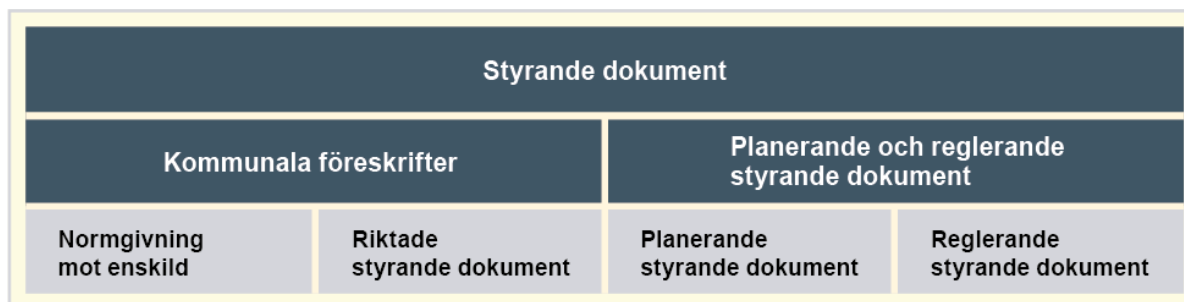 Styrande dokument
Kommunala föreskrifter
Planerande och reglerande
styrande dokument
Normgivning
mot enskild
Riktade
styrande dokument
Planerande
styrande dokument
Reglerande
styrande dokument